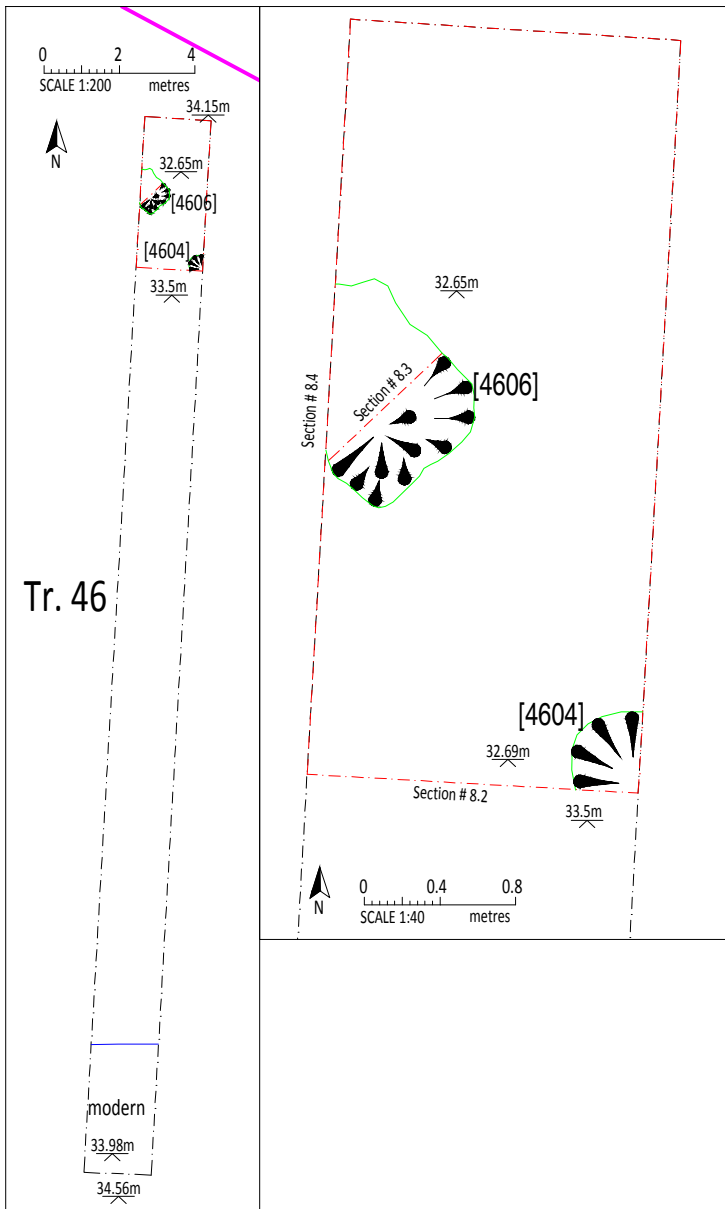 0 2 4
SCALE 1:200 metres
34.15m
N
32.65m
[4606]
[4604]
33.5m
Tr. 46
modern
33.98m
34.56m
32.65m
Section # 8.3
[4606]
Section # 8.4
[4604]
32.69m
Section # 8.2
33.5m
N
0 0.4 0.8
SCALE 1:40 metres